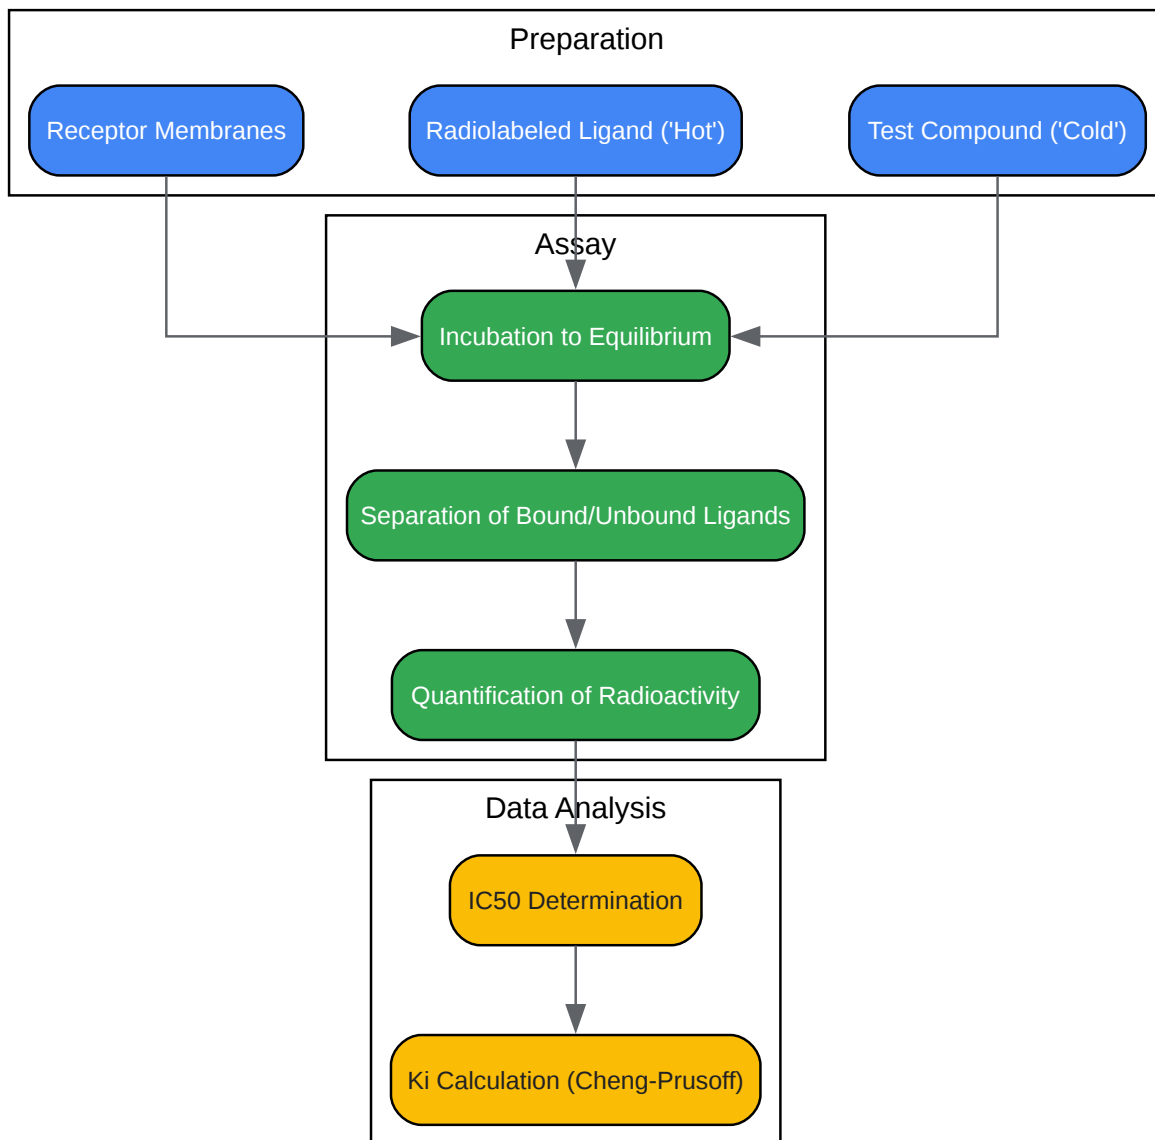 Preparation
Receptor Membranes
Radiolabeled Ligand ('Hot')
Test Compound ('Cold')
Assay
Incubation to Equilibrium
Separation of Bound/Unbound Ligands
Quantification of Radioactivity
Data Analysis
IC50 Determination
Ki Calculation (Cheng-Prusoff)